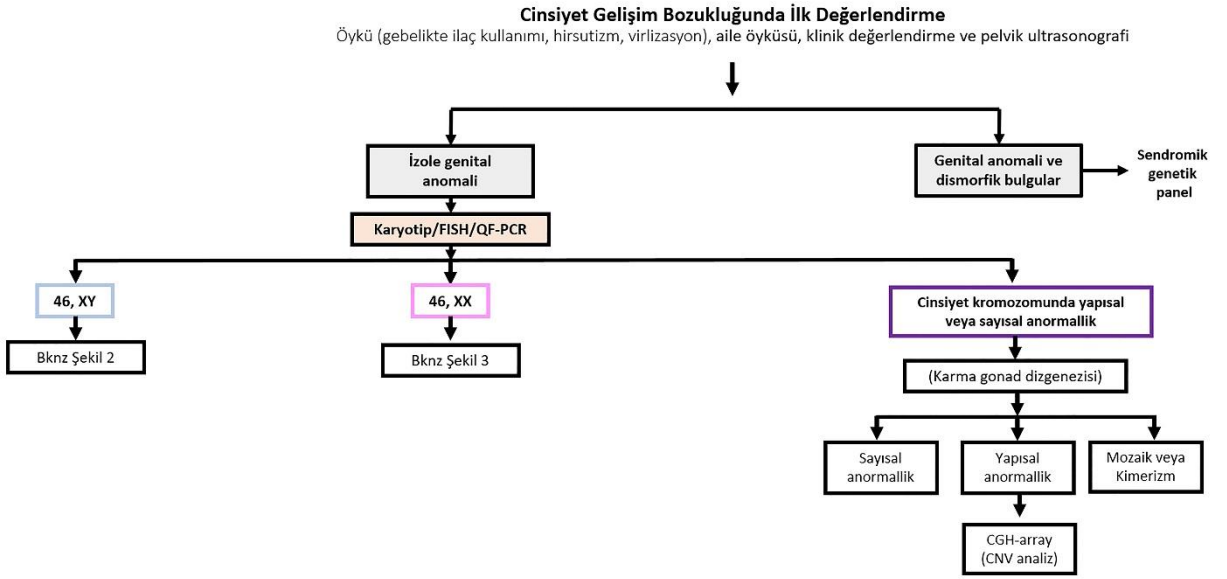 Cinsiyet Gelişim Bozukluğunda İlk Değerlendirme
Öykü (gebelikte ilaç kullanımı, hirsutizm, virlizasyon), aile öyküsü, klinik değerlendirme ve pelvik ultrasonografi
İzole genital
anomali
Genital anomali ve
dismorfik bulgular
Sendromik
genetik
panel
Karyotip/FISH/QF-PCR
46, XY
46, XX
Cinsiyet kromozomunda yapısal
veya sayısal anormallik
Bknz Şekil 2
Bknz Şekil 3
(Karma gonad dizgenezisi)
Sayısal
anormallik
Yapısal
anormallik
Mozaik veya
Kimerizm
CGH-array
(CNV analiz)